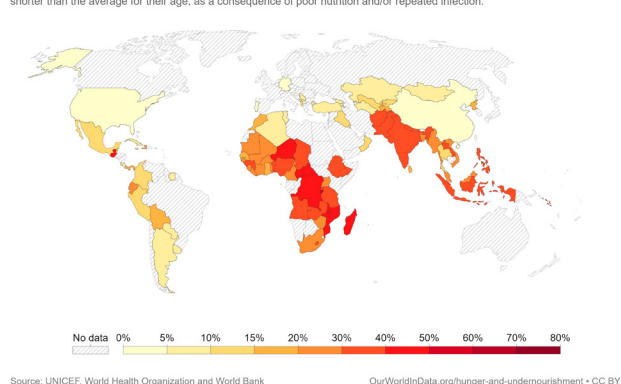 shorter than the average for their age, as a consequence of poor nutrition and/or repeated infection.
No data 0% 5% 10% 15% 20% 30% 40% 50% 60% 70% 80%
Source: UNICEF, World Health Organization and World Bank
OurWorldInData.org/hunger-and-undernourishment • CC BY